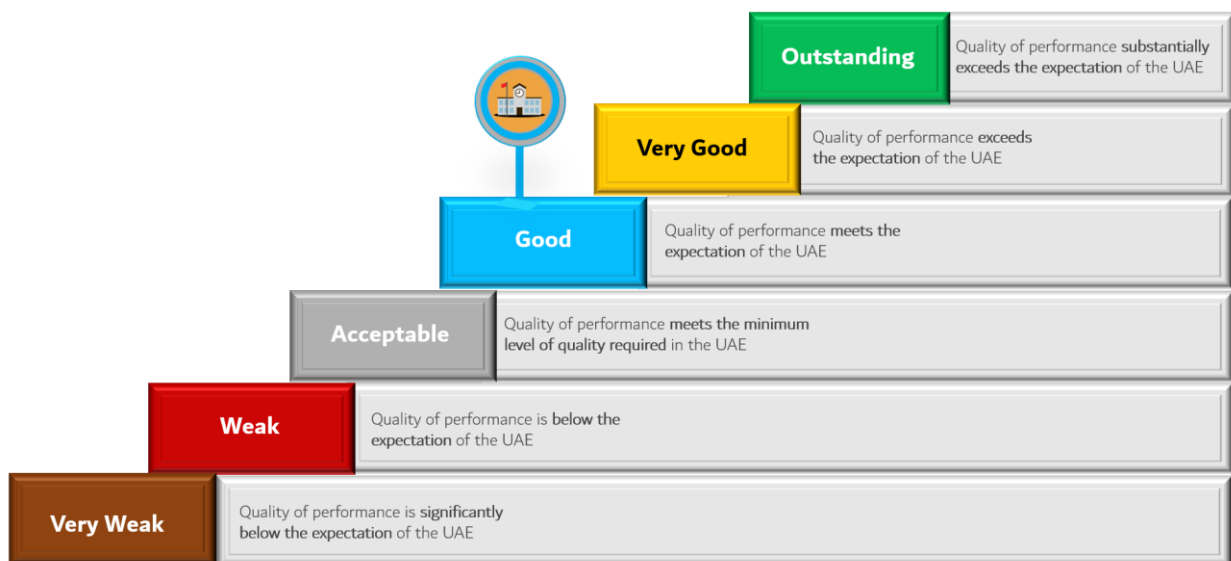 Outstanding
Quality of performance substantially
exceeds the expectation of the UAE
Very Good
Quality of performance exceeds
the expectation of the UAE
Good
Quality of performance meets the
expectation of the UAE
Acceptable
Quality of performance meets the minimum
level of quality required in the UAE
Weak
Quality of performance is below the
expectation of the UAE
Very Weak
Quality of performance is significantly
below the expectation of the UAE